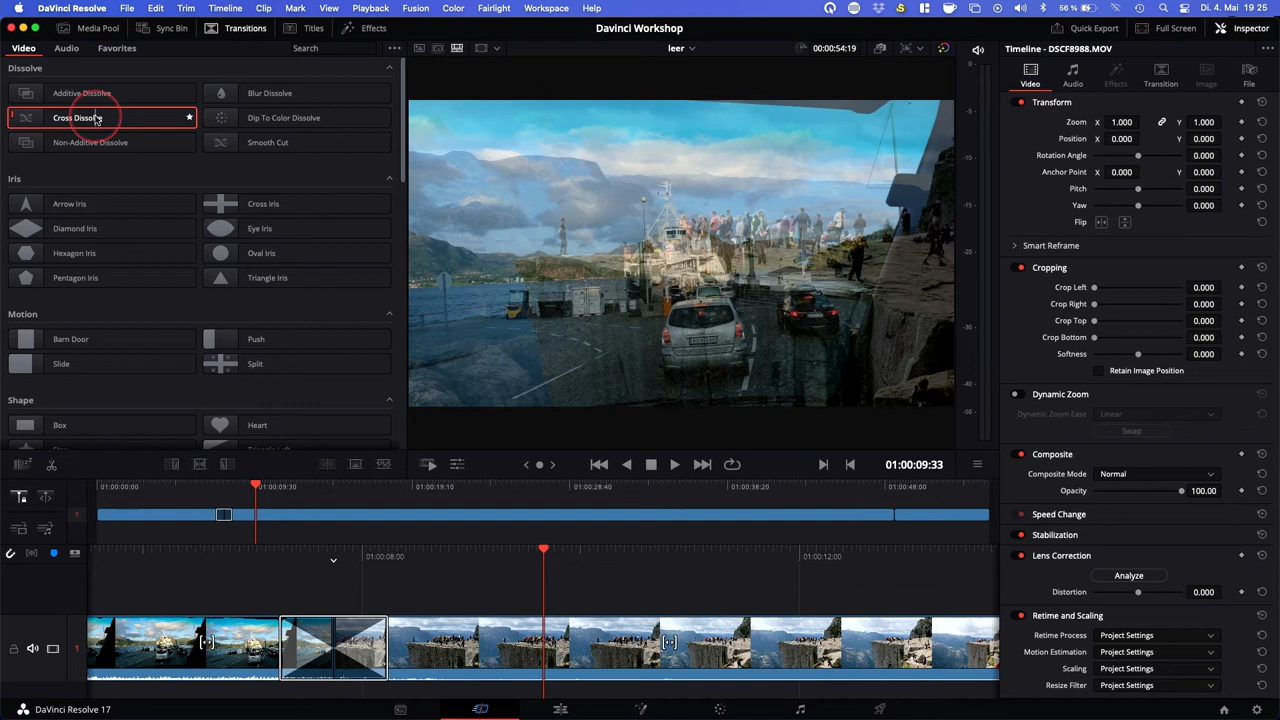 DaVinci Resolve File Edit Trim Timeline Clip Mark View Playback Fusion Color Fairlight Workspace Help
56 % Di. 4. Mai 19 25
Media Pool Sync Bin Transitions Titles Effects
Davinci Workshop
Quick Export Full Screen Inspector
Video Audio Favorites
Search
leer
00:00:54:19
Timeline - DSCF8988.MOV
Dissolve
Additive Dissolve
Blur Dissolve
Cross Dissolve
Dip To Color Dissolve
Non-Additive Dissolve
Smooth Cut
Iris
Arrow Iris
Cross Iris
Diamond Iris
Eye Iris
Hexagon Iris
Oval Iris
Pentagon Iris
Triangle Iris
Motion
Barn Door
Push
Slide
Split
Shape
Box
Heart
0
-5
-10
-15
-20
-30
-40
-50
Video Audio Effects Transition Image File
Transform
Zoom X 1.000 Y 1.000
Position X 0.000 Y 0.000
Rotation Angle 0.000
Anchor Point X 0.000 Y 0.000
Pitch 0.000
Yaw 0.000
Flip
Smart Reframe
Cropping
Crop Left 0.000
Crop Right 0.000
Crop Top 0.000
Crop Bottom 0.000
Softness 0.000
Retain Image Position
Dynamic Zoom
Dynamic Zoom Ease Linear
Swap
Composite
Composite Mode Normal
Opacity 100.00
Speed Change
Stabilization
Lens Correction
Analyze
Distortion 0.000
Retime and Scaling
Retime Process Project Settings
Motion Estimation Project Settings
Scaling Project Settings
Resize Filter Project Settings
01:00:09:33
01:00:00:00 01:00:09:30 01:00:19:10 01:00:28:40 01:00:38:20 01:00:48:00
1
01:00:08:00 01:00:12:00
1
DaVinci Resolve 17